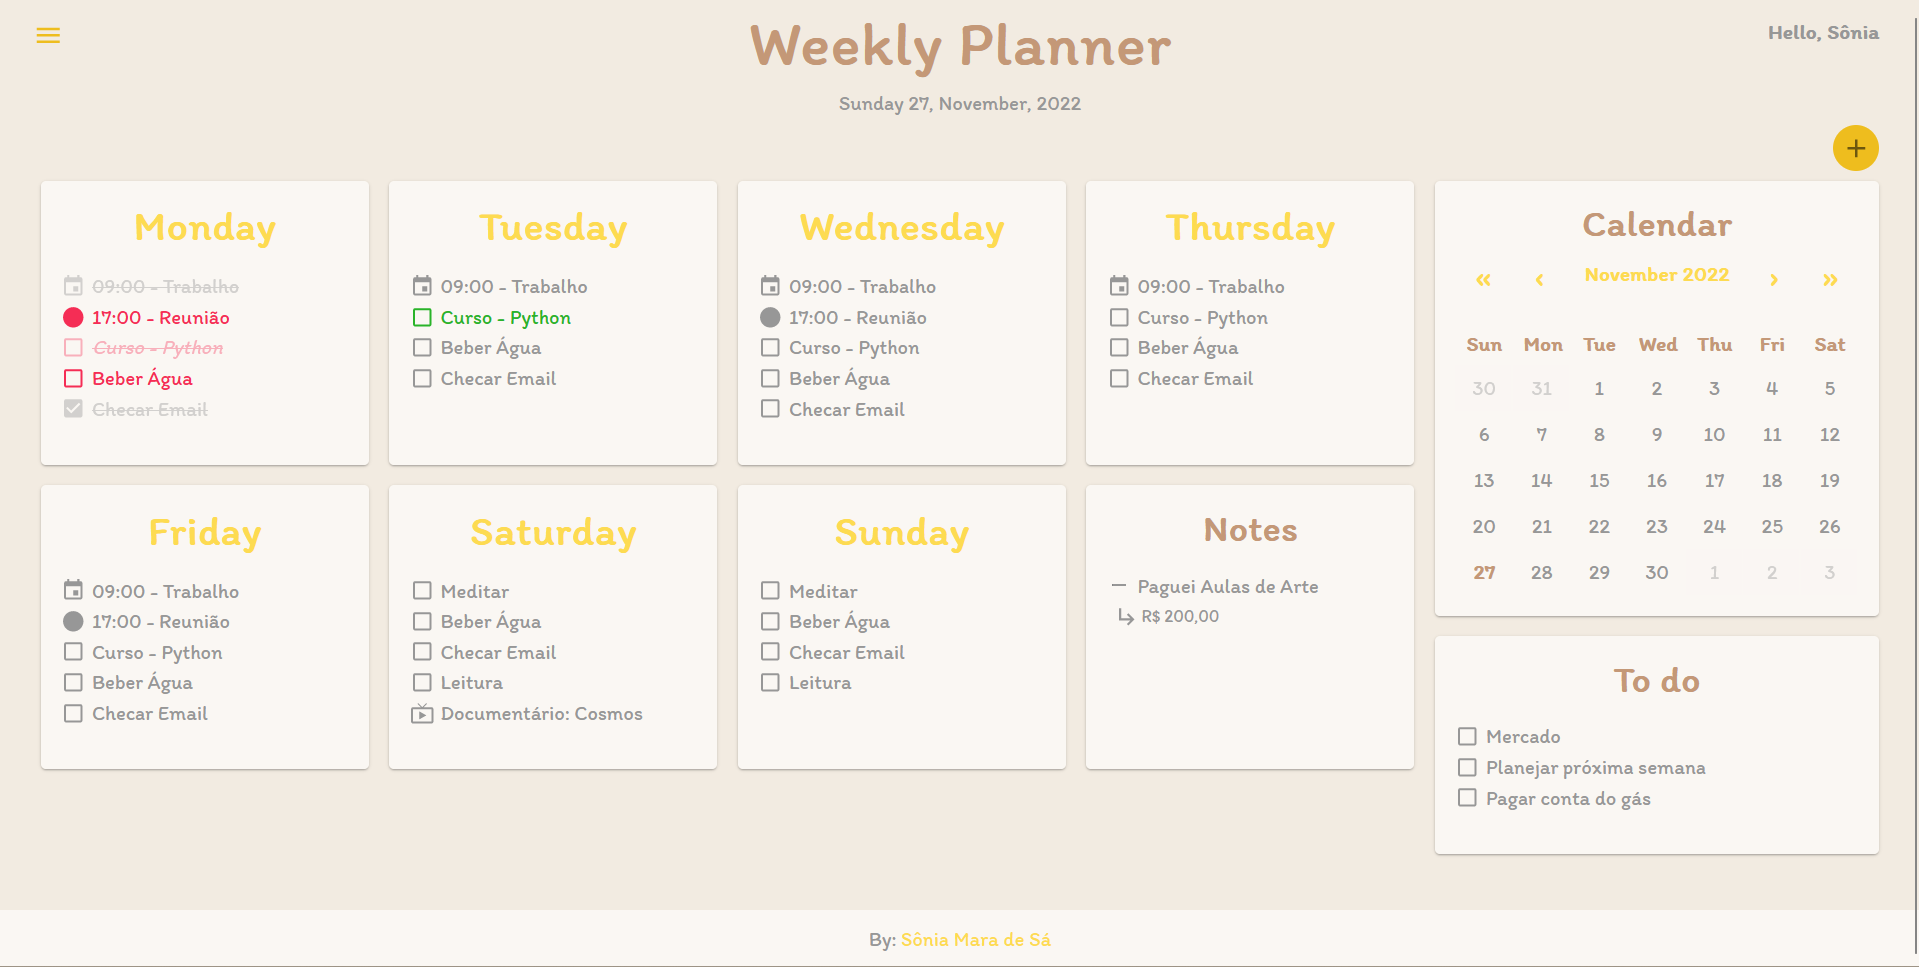 Weekly Planner
Hello, Sônia
Sunday 27, November, 2022
+
Monday
09:00 - Trabalho
17:00 - Reunião
Curso - Python
Beber Água
Checar Email
Tuesday
09:00 - Trabalho
Curso - Python
Beber Água
Checar Email
Wednesday
09:00 - Trabalho
17:00 - Reunião
Curso - Python
Beber Água
Checar Email
Thursday
09:00 - Trabalho
Curso - Python
Beber Água
Checar Email
Friday
09:00 - Trabalho
17:00 - Reunião
Curso - Python
Beber Água
Checar Email
Saturday
Meditar
Beber Água
Checar Email
Leitura
Documentário: Cosmos
Sunday
Meditar
Beber Água
Checar Email
Leitura
Notes
— Paguei Aulas de Arte
R$ 200,00
Calendar
« ‹ November 2022 › »
Sun Mon Tue Wed Thu Fri Sat
30 31 1 2 3 4 5
6 7 8 9 10 11 12
13 14 15 16 17 18 19
20 21 22 23 24 25 26
27 28 29 30 1 2 3
To do
Mercado
Planejar próxima semana
Pagar conta do gás
By: Sônia Mara de Sá